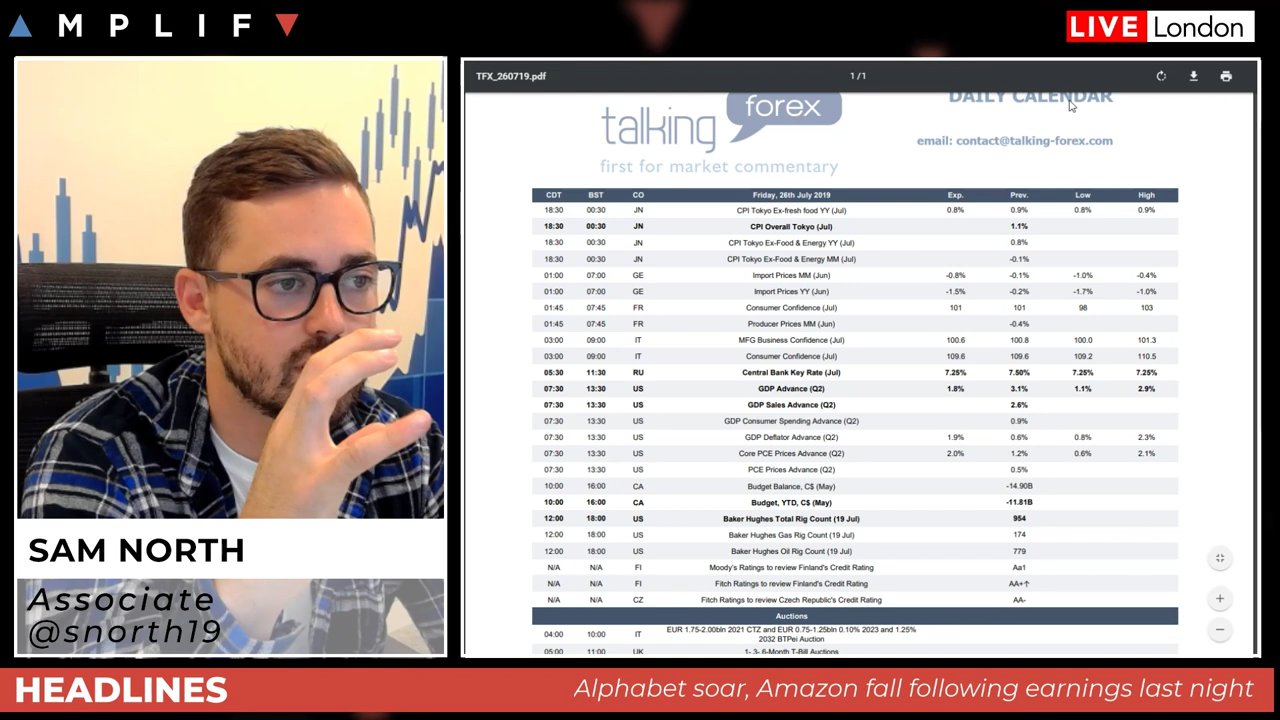 MPLIF
LIVE London
TFX_260719.pdf 1 / 1
DAILY CALENDAR
talking forex
email: contact@talking-forex.com
first for market commentary
CDT BST CO Friday, 26th July 2019 Exp. Prev. Low High
18:30 00:30 JN CPI Tokyo Ex-fresh food YY (Jul) 0.8% 0.9% 0.8% 0.9%
18:30 00:30 JN CPI Overall Tokyo (Jul) 1.1%
18:30 00:30 JN CPI Tokyo Ex-Food & Energy YY (Jul) 0.8%
18:30 00:30 JN CPI Tokyo Ex-Food & Energy MM (Jul) -0.1%
01:00 07:00 GE Import Prices MM (Jun) -0.8% -0.1% -1.0% -0.4%
01:00 07:00 GE Import Prices YY (Jun) -1.5% -0.2% -1.7% -1.0%
01:45 07:45 FR Consumer Confidence (Jul) 101 101 98 103
01:45 07:45 FR Producer Prices MM (Jun) -0.4%
03:00 09:00 IT MFG Business Confidence (Jul) 100.6 100.8 100.0 101.3
03:00 09:00 IT Consumer Confidence (Jul) 109.6 109.6 109.2 110.5
05:30 11:30 RU Central Bank Key Rate (Jul) 7.25% 7.50% 7.25% 7.25%
07:30 13:30 US GDP Advance (Q2) 1.8% 3.1% 1.1% 2.9%
07:30 13:30 US GDP Sales Advance (Q2) 2.6%
07:30 13:30 US GDP Consumer Spending Advance (Q2) 0.9%
07:30 13:30 US GDP Deflator Advance (Q2) 1.9% 0.6% 0.8% 2.3%
07:30 13:30 US Core PCE Prices Advance (Q2) 2.0% 1.2% 0.6% 2.1%
07:30 13:30 US PCE Prices Advance (Q2) 0.5%
10:00 16:00 CA Budget Balance, C$ (May) -14.90B
10:00 16:00 CA Budget, YTD, C$ (May) -11.81B
12:00 18:00 US Baker Hughes Total Rig Count (19 Jul) 954
12:00 18:00 US Baker Hughes Gas Rig Count (19 Jul) 174
12:00 18:00 US Baker Hughes Oil Rig Count (19 Jul) 779
N/A N/A FI Moody's Ratings to review Finland's Credit Rating Aa1
N/A N/A FI Fitch Ratings to review Finland's Credit Rating AA+↑
N/A N/A CZ Fitch Ratings to review Czech Republic's Credit Rating AA-
Auctions
04:00 10:00 IT EUR 1.75-2.00bln 2021 CTZ and EUR 0.75-1.25bln 0.10% 2023 and 1.25%
2032 BTPei Auction
05:00 11:00 UK 1- 3- 6-Month T-Bill Auctions
SAM NORTH
Associate
@snorth19
HEADLINES Alphabet soar, Amazon fall following earnings last night